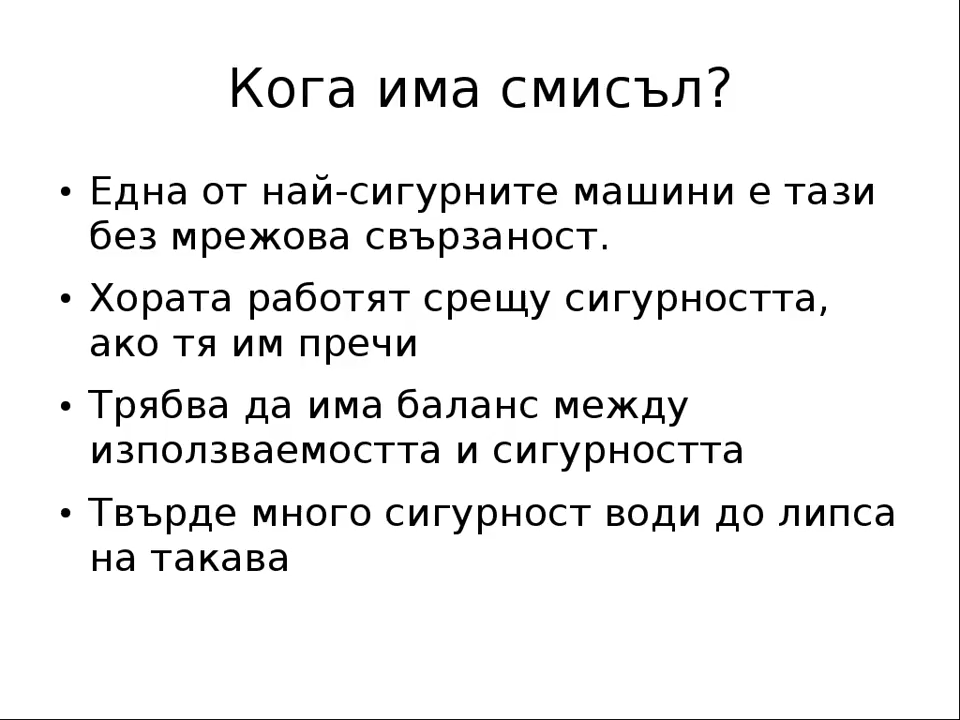 Кога има смисъл?
• Една от най-сигурните машини е тази
без мрежова свързаност.
• Хората работят срещу сигурността,
ако тя им пречи
• Трябва да има баланс между
използваемостта и сигурността
• Твърде много сигурност води до липса
на такава